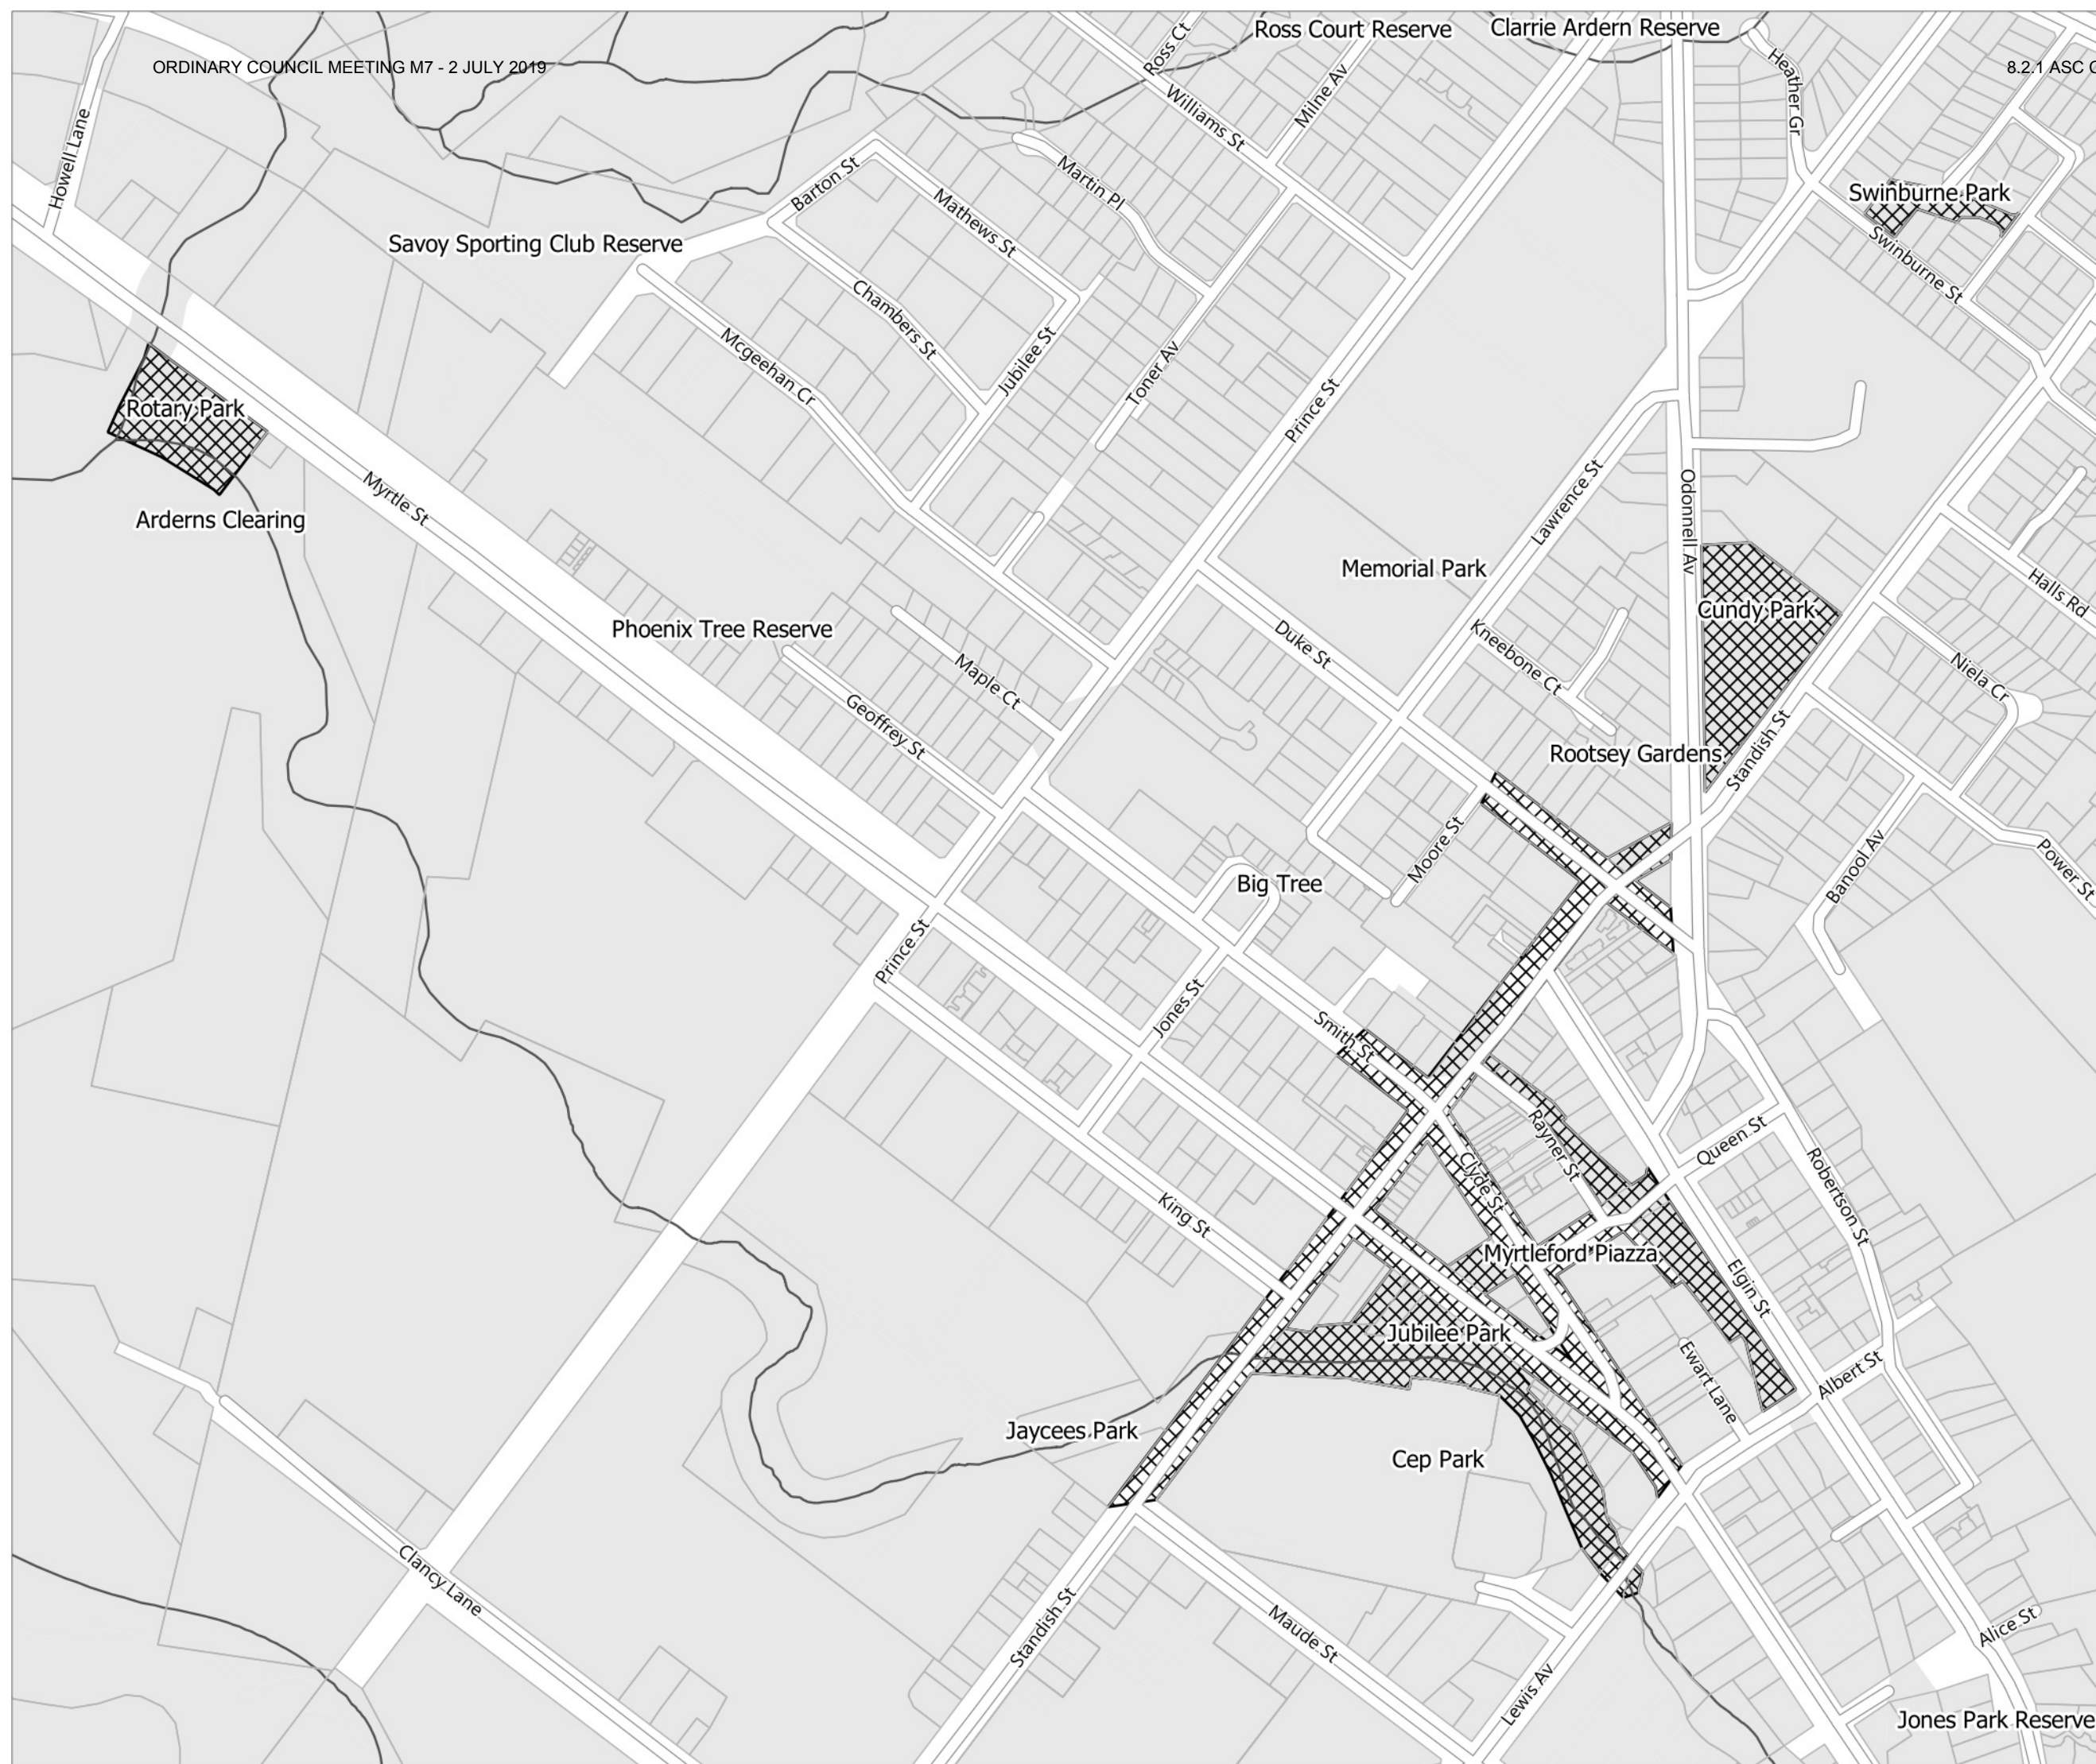 Ross Court Reserve
Clarrie Ardern Reserve
ORDINARY COUNCIL MEETING M7 - 2 JULY 2019
8.2.1 ASC
Ross Ct
Heather Gr
Milne Av
Williams St
Howell Lane
Martin Pl
Barton St
Swinburne Park
Mathews St
Savoy Sporting Club Reserve
Swinburne St
Chambers St
Jubilee St
Mcgeehan Cr
Toner Av
Prince St
Rotary Park
Myrtle St
Lawrence St
Odonnell Av
Arderns Clearing
Memorial Park
Halls Rd
Cundy Park
Phoenix Tree Reserve
Duke St
Kneebone Ct
Maple Ct
Niela Cr
Geoffrey St
Rootsey Gardens
Standish St
Moore St
Banool Av
Power St
Big Tree
Prince St
Jones St
Smith St
Rayner St
Queen St
Clyde St
Robertson St
King St
Myrtleford Piazza
Elgin St
Jubilee Park
Ewart Lane
Albert St
Jaycees Park
Cep Park
Clancy Lane
Standish St
Maude St
Alice St
Lewis Av
Jones Park Reserve